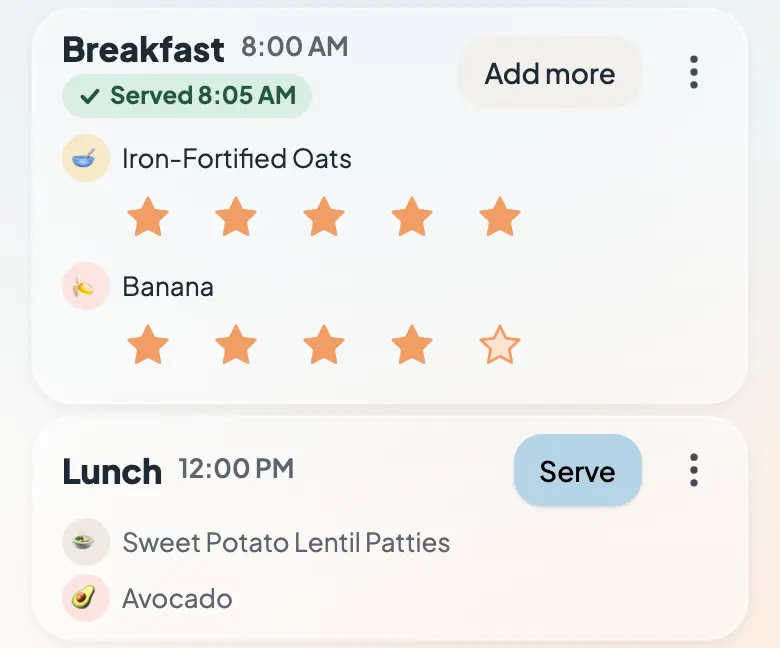 Breakfast 8:00 AM
Add more
Served 8:05 AM
Iron-Fortified Oats
Banana
Lunch 12:00 PM
Serve
Sweet Potato Lentil Patties
Avocado